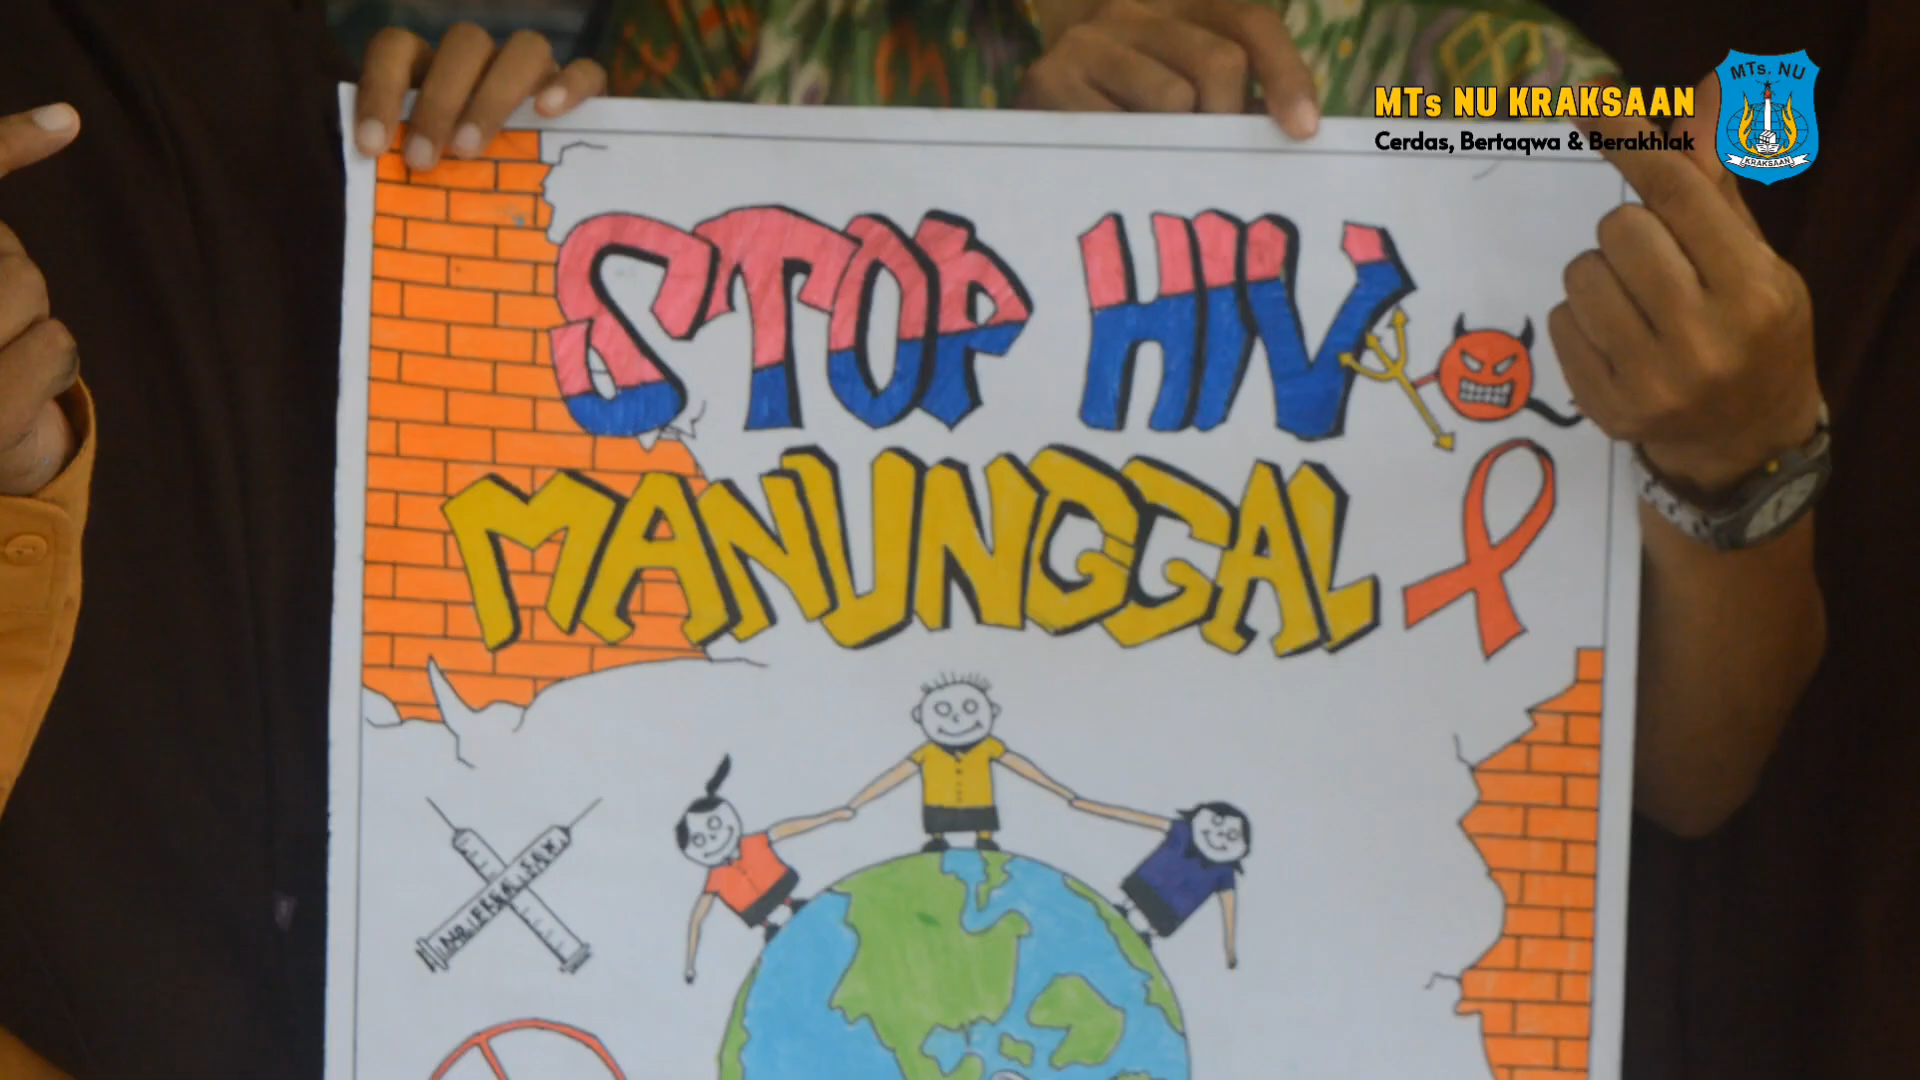 MTs NU KRAKSAAN
Cerdas, Bertaqwa & Berakhlak
MTs. NU
KRAKSAAN
STOP HIV
MANUNGGAL